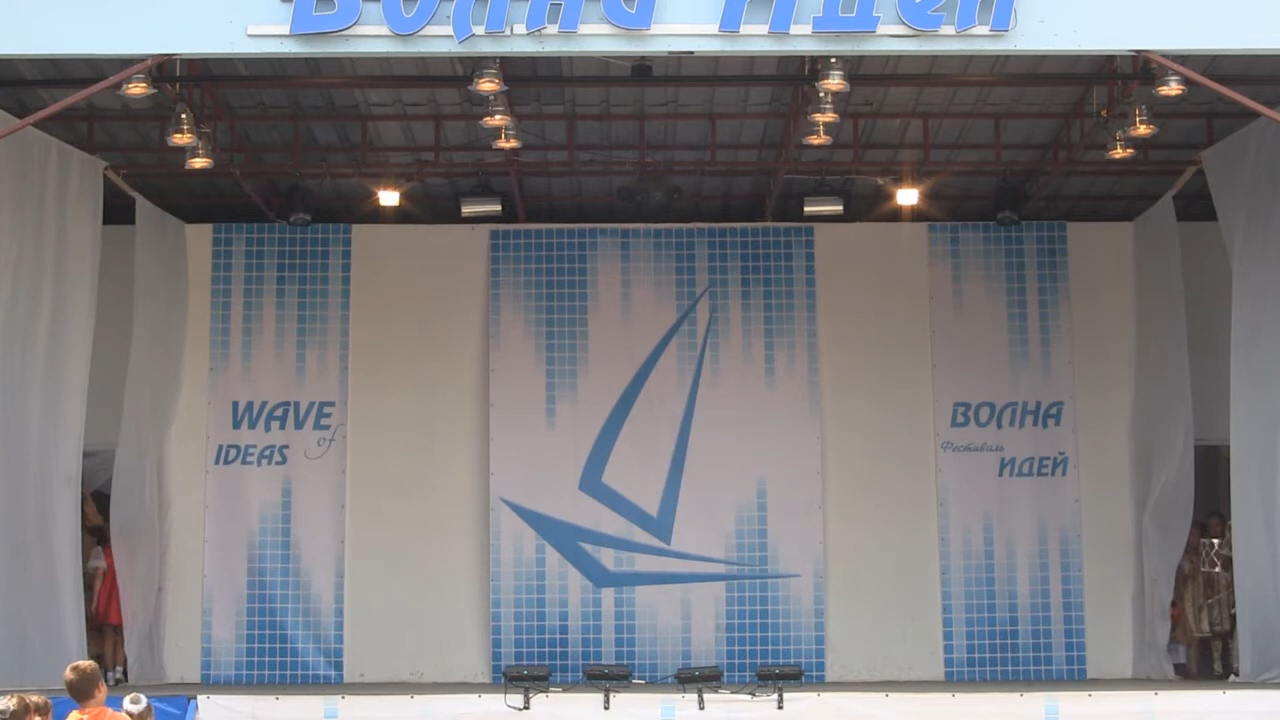 Волна Идей
WAVE
of
IDEAS
ВОЛНА
Фестиваль
ИДЕЙ